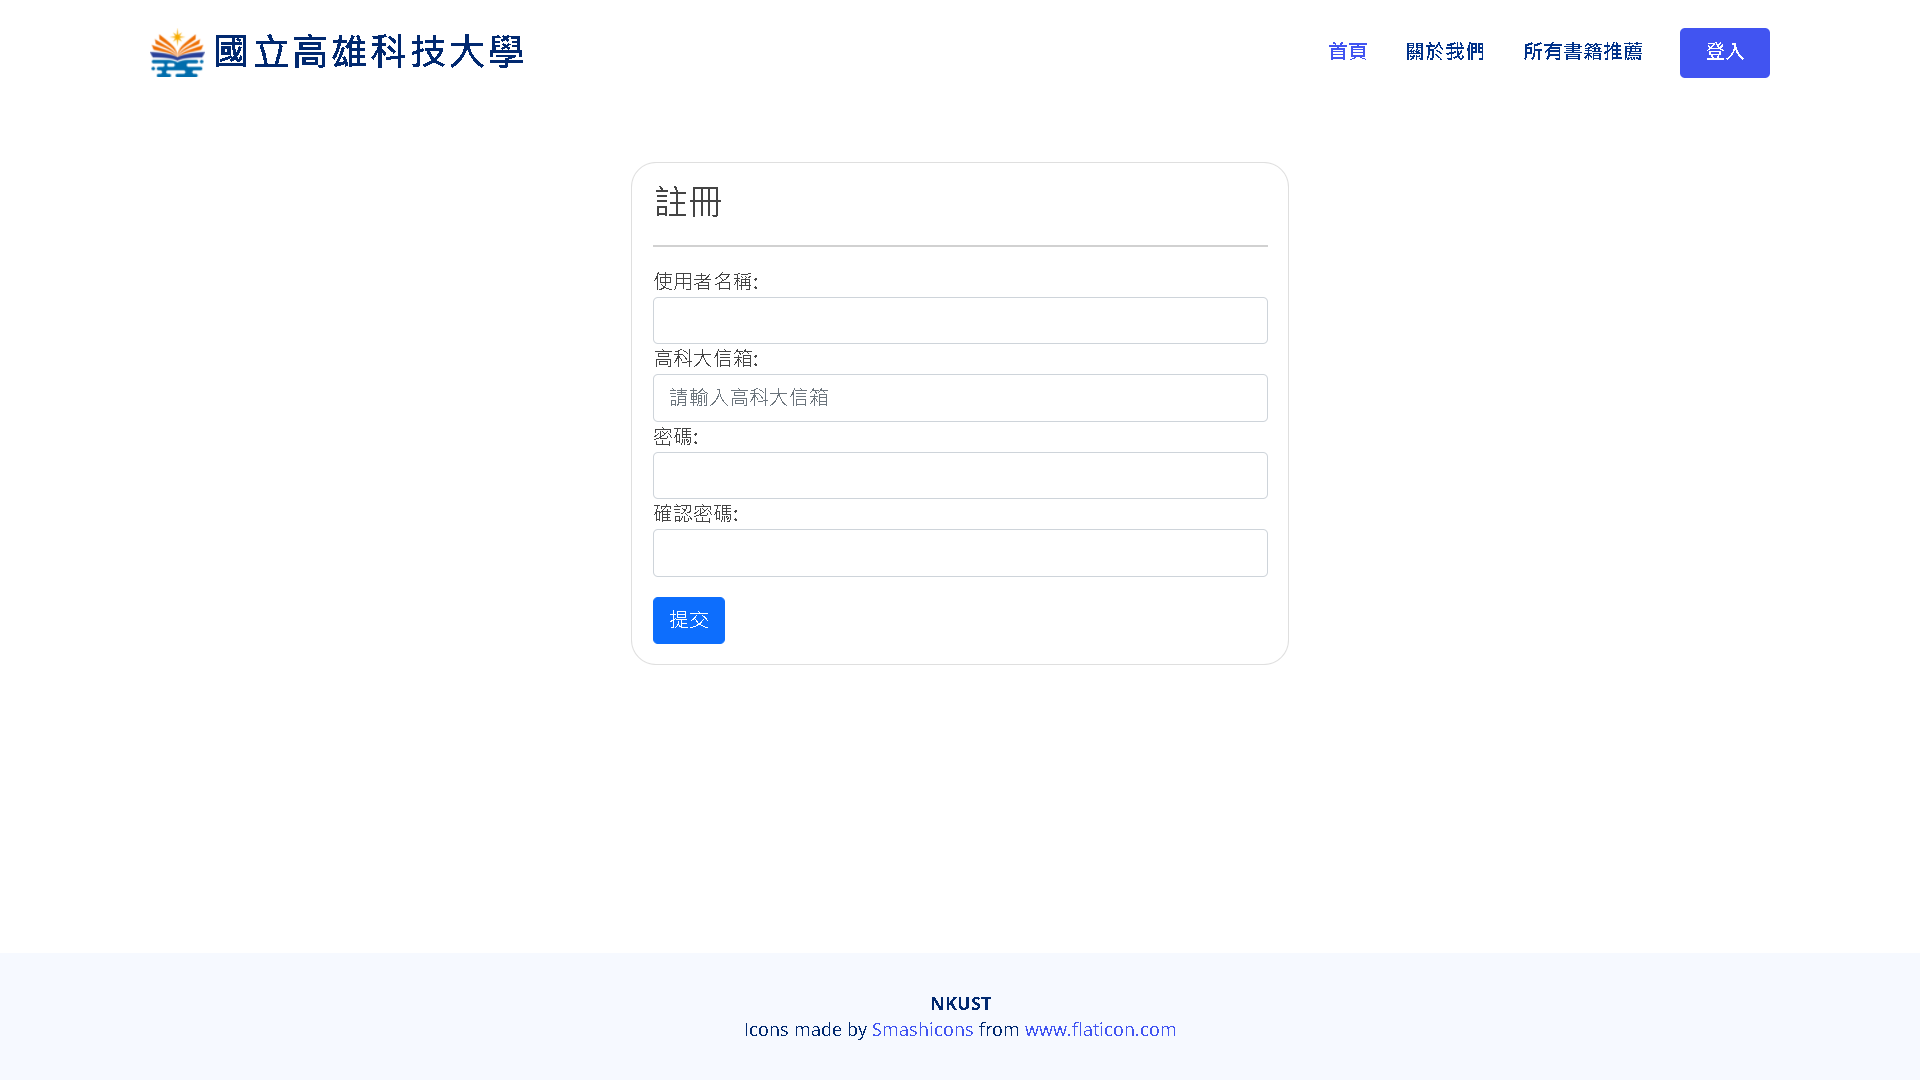 國立高雄科技大學
首頁 關於我們 所有書籍推薦 登入
註冊
使用者名稱:
高科大信箱:
請輸入高科大信箱
密碼:
確認密碼:
提交
NKUST
Icons made by Smashicons from www.flaticon.com